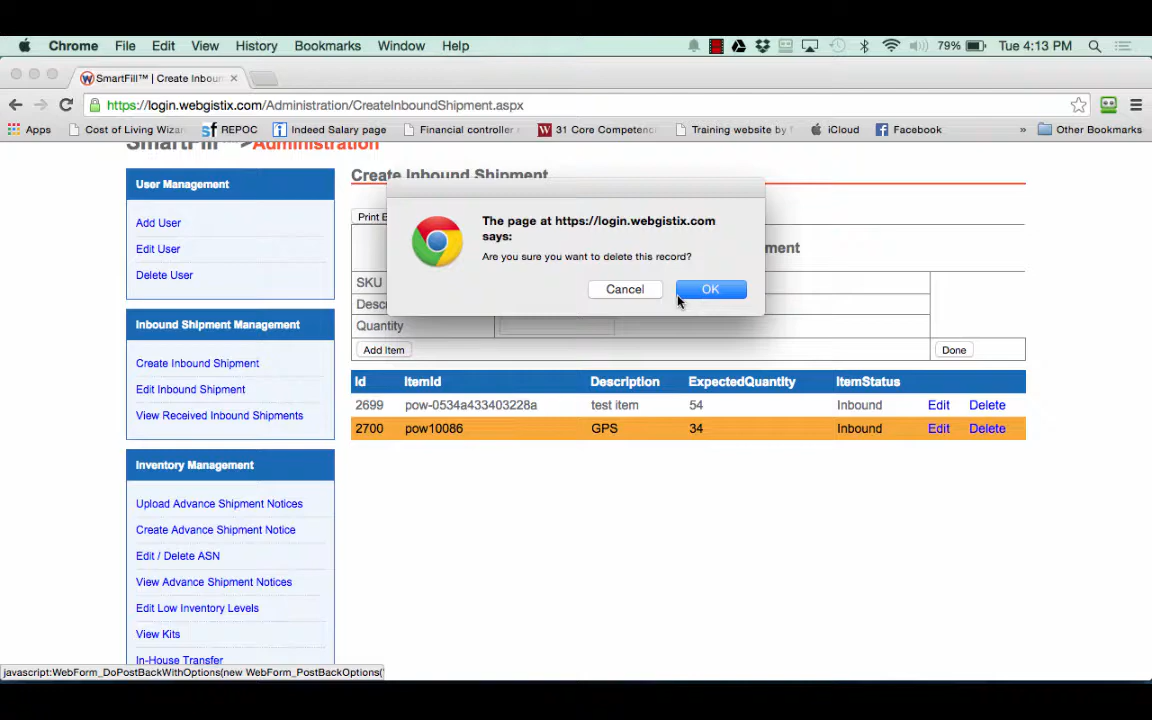 Chrome File Edit View History Bookmarks Window Help 79% Tue 4:13 PM
SmartFill™ | Create Inboun
https://login.webgistix.com/Administration/CreateInboundShipment.aspx
Apps Cost of Living Wizar REPOC Indeed Salary page Financial controller 31 Core Competenc Training website by iCloud Facebook » Other Bookmarks
SmartFill™ >Administration
User Management
Add User
Edit User
Delete User
Inbound Shipment Management
Create Inbound Shipment
Edit Inbound Shipment
View Received Inbound Shipments
Inventory Management
Upload Advance Shipment Notices
Create Advance Shipment Notice
Edit / Delete ASN
View Advance Shipment Notices
Edit Low Inventory Levels
View Kits
In-House Transfer
Create Inbound Shipment
Print B
ment
SKU
Descr
Quantity
Add Item Done
The page at https://login.webgistix.com
says:
Are you sure you want to delete this record?
Cancel OK
Id ItemId Description ExpectedQuantity ItemStatus
2699 pow-0534a433403228a test item 54 Inbound Edit Delete
2700 pow10086 GPS 34 Inbound Edit Delete
javascript:WebForm_DoPostBackWithOptions(new WebForm_PostBackOptions("